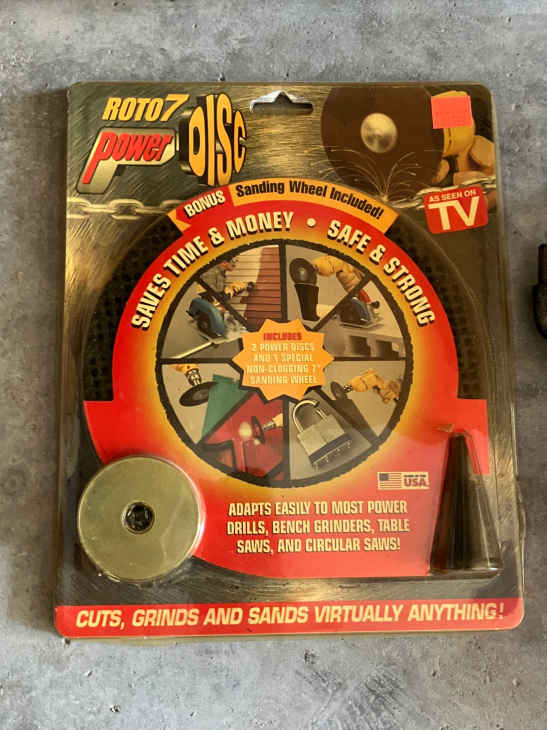 ROTO 7
power DISC
BONUS Sanding Wheel Included!
AS SEEN ON
TV
SAVES TIME & MONEY • SAFE & STRONG
INCLUDES
2 POWER DISCS
AND 1 SPECIAL
NON-CLOGGING 7"
SANDING WHEEL
USA
ADAPTS EASILY TO MOST POWER
DRILLS, BENCH GRINDERS, TABLE
SAWS, AND CIRCULAR SAWS!
CUTS, GRINDS AND SANDS VIRTUALLY ANYTHING!